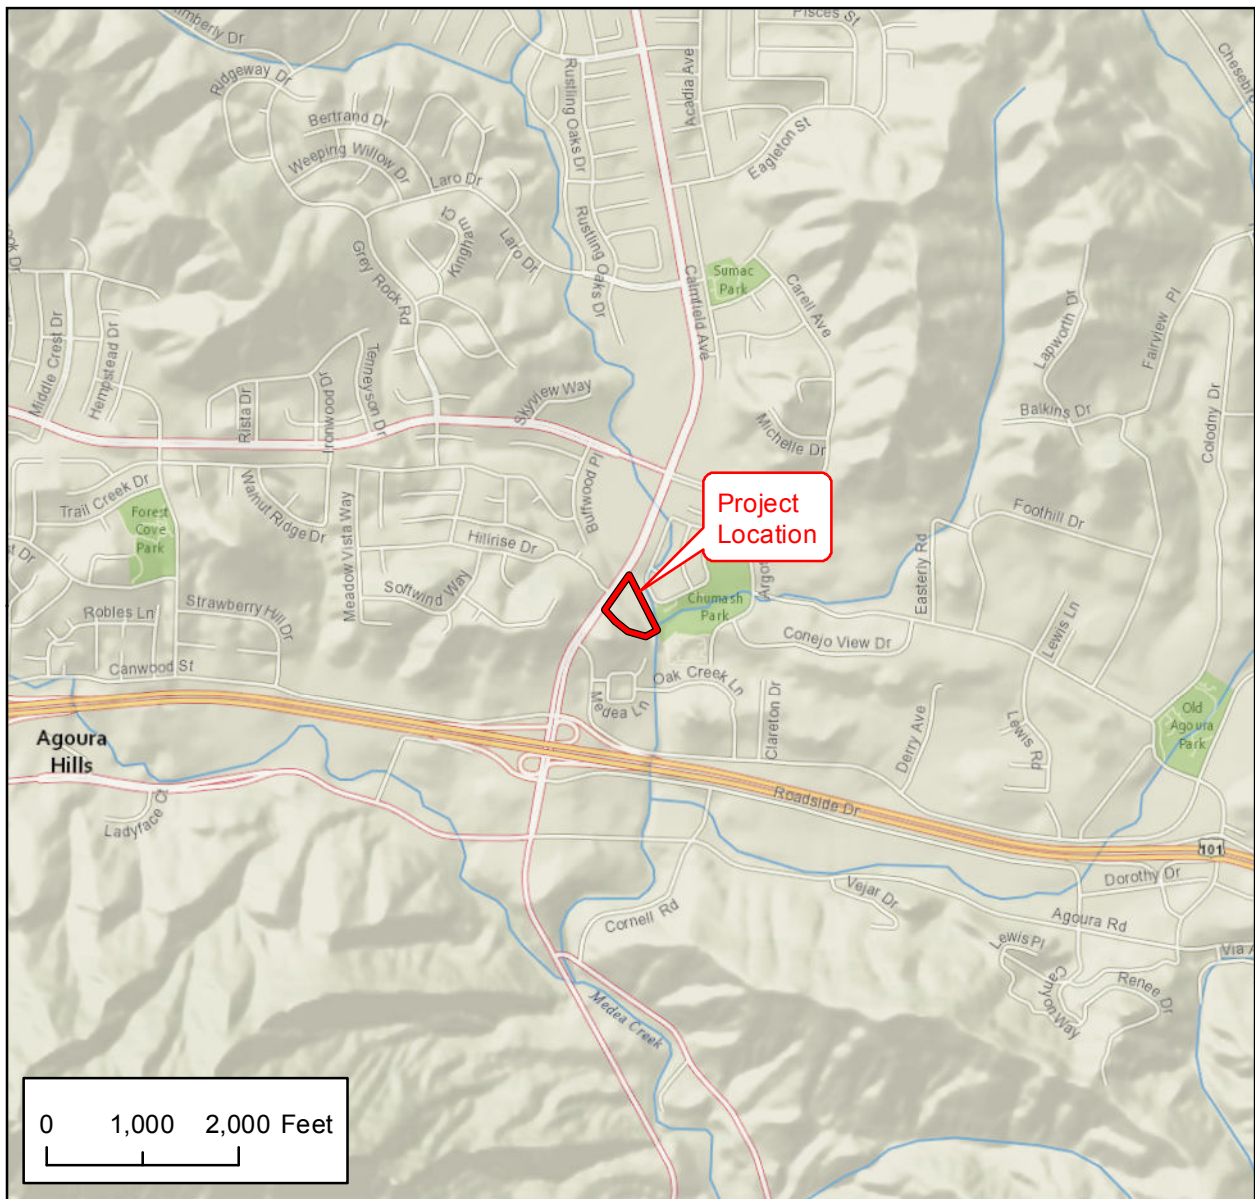 Pisces St
Kimberly Dr
Ridgeway Dr
Rustling Oaks Dr
Acadia Ave
Bertrand Dr
Eagleton St
Weeping Willow Dr
Laro Dr
Kingham Ct
Rustling Oaks Dr
Laro Dr
Grey Rock Rd
Calmfield Ave
Sumac
Park
Carell Ave
Lapworth Dr
Fairview Pl
Middle Crest Dr
Hempstead Dr
Tenneyson Dr
Ironwood Dr
Rista Dr
Skyview Way
Balkins Dr
Colodny Dr
Michelle Dr
Buffwood Pl
Trail Creek Dr
Walnut Ridge Dr
Meadow Vista Way
Forest
Cove
Park
Hillrise Dr
Project
Location
Foothill Dr
Easterly Rd
Softwind Way
Chumash
Park
Robles Ln
Strawberry Hill Dr
Conejo View Dr
Lewis Ln
Canwood St
Oak Creek Ln
Medea Ln
Clareton Dr
Derry Ave
Lewis Rd
Old
Agoura
Park
Agoura
Hills
Ladyface Ct
Roadside Dr
101
Dorothy Dr
Vejar Dr
Cornell Rd
Agoura Rd
Lewis Pl
Canyon Way
Renee Dr
Medea Creek
0 1,000 2,000 Feet